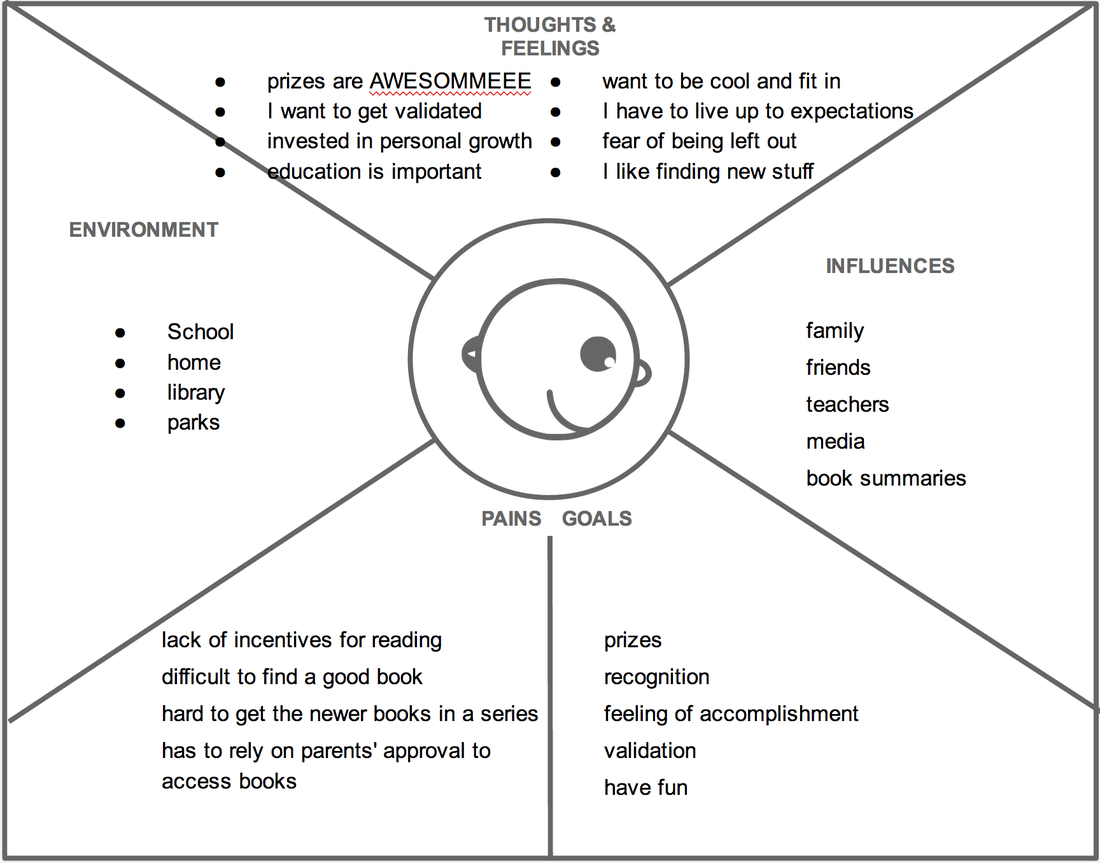 THOUGHTS &
FEELINGS
● prizes are AWESOMMEEE
● I want to get validated
● invested in personal growth
● education is important
● want to be cool and fit in
● I have to live up to expectations
● fear of being left out
● I like finding new stuff
ENVIRONMENT
● School
● home
● library
● parks
INFLUENCES
family
friends
teachers
media
book summaries
PAINS
lack of incentives for reading
difficult to find a good book
hard to get the newer books in a series
has to rely on parents' approval to
access books
GOALS
prizes
recognition
feeling of accomplishment
validation
have fun